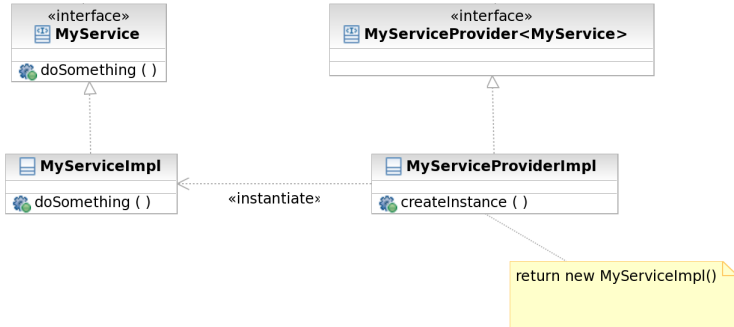 «interface»
MyService
doSomething ( )
«interface»
MyServiceProvider<MyService>
MyServiceImpl
doSomething ( )
«instantiate»
MyServiceProviderImpl
createInstance ( )
return new MyServiceImpl()